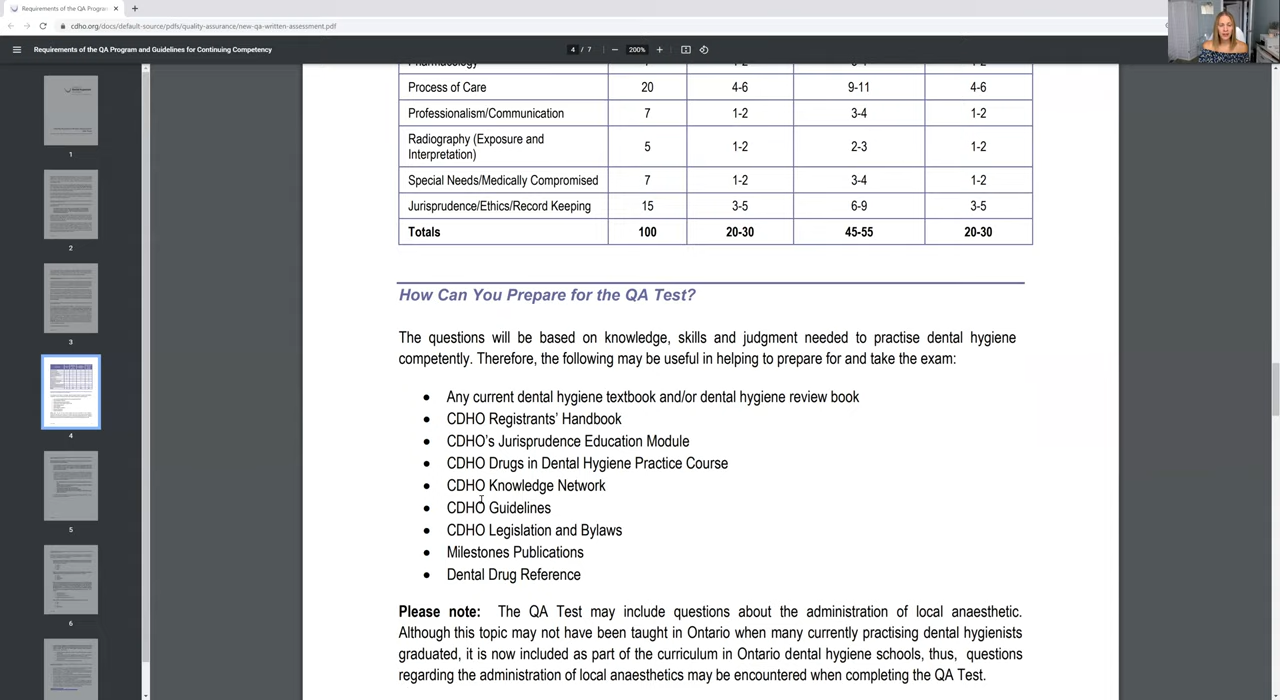 Requirements of the QA Program
cdho.org/docs/default-source/pdfs/quality-assurance/new-qa-written-assessment.pdf
Requirements of the QA Program and Guidelines for Continuing Competency
4 / 7
200%
Pharmacology 1-2 1-2
Process of Care 20 4-6 9-11 4-6
Professionalism/Communication 7 1-2 3-4 1-2
Radiography (Exposure and
Interpretation) 5 1-2 2-3 1-2
Special Needs/Medically Compromised 7 1-2 3-4 1-2
Jurisprudence/Ethics/Record Keeping 15 3-5 6-9 3-5
Totals 100 20-30 45-55 20-30
How Can You Prepare for the QA Test?
The questions will be based on knowledge, skills and judgment needed to practise dental hygiene
competently. Therefore, the following may be useful in helping to prepare for and take the exam:
• Any current dental hygiene textbook and/or dental hygiene review book
• CDHO Registrants' Handbook
• CDHO's Jurisprudence Education Module
• CDHO Drugs in Dental Hygiene Practice Course
• CDHO Knowledge Network
• CDHO Guidelines
• CDHO Legislation and Bylaws
• Milestones Publications
• Dental Drug Reference
Please note: The QA Test may include questions about the administration of local anaesthetic.
Although this topic may not have been taught in Ontario when many currently practising dental hygienists
graduated, it is now included as part of the curriculum in Ontario dental hygiene schools, thus, questions
regarding the administration of local anaesthetics may be encountered when completing the QA Test.
1
2
3
4
5
6